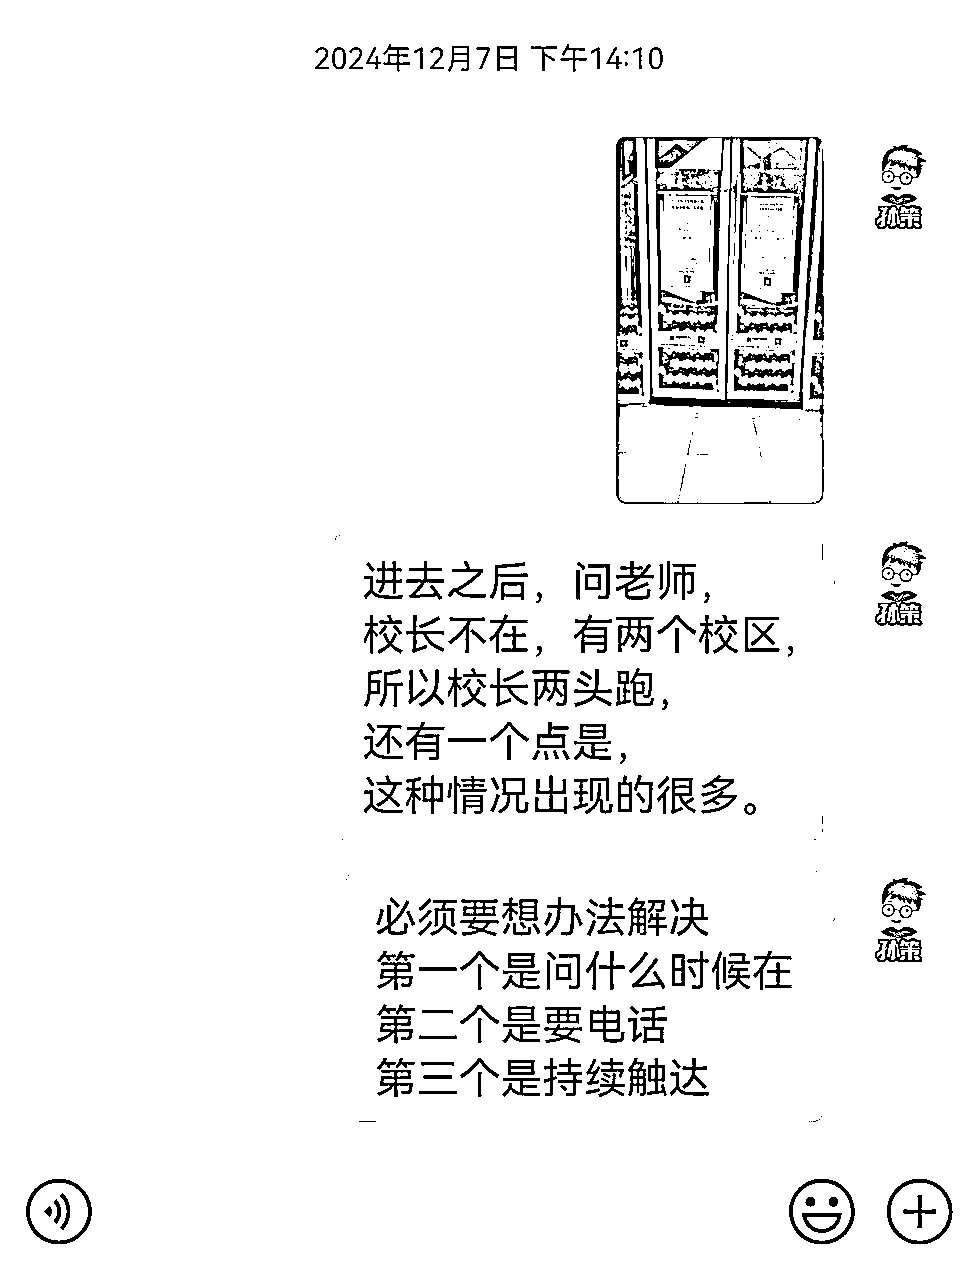 2024年12月7日 下午14:10
孙策
进去之后，问老师，
校长不在，有两个校区，
所以校长两头跑，
还有一个点是，
这种情况出现的很多。
孙策
必须要想办法解决
第一个是问什么时候在
第二个是要电话
第三个是持续触达
孙策